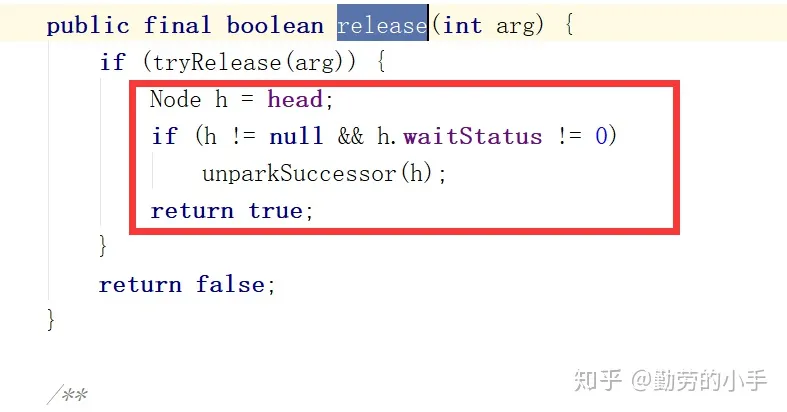 public final boolean release(int arg) {
    if (tryRelease(arg)) {
        Node h = head;
        if (h != null && h.waitStatus != 0)
            unparkSuccessor(h);
        return true;
    }
    return false;
}
/**
知乎 @勤劳的小手